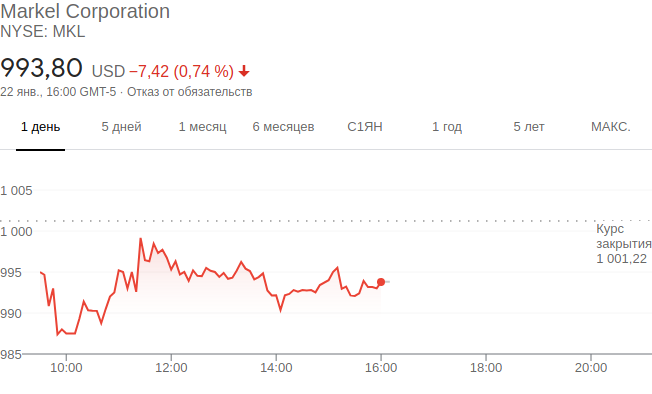 Markel Corporation
NYSE: MKL
993,80 USD −7,42 (0,74 %)
22 янв., 16:00 GMT-5 · Отказ от обязательств
1 день 5 дней 1 месяц 6 месяцев С1ЯН 1 год 5 лет МАКС.
1 005
1 000
Курс
закрытия
1 001,22
995
990
985
10:00 12:00 14:00 16:00 18:00 20:00